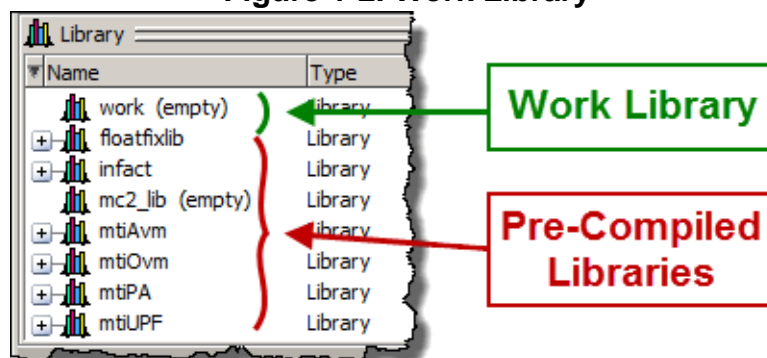 Library
Name Type
work (empty) Library
floatfixlib Library
infact Library
mc2_lib (empty) Library
mtiAvm Library
mtiOvm Library
mtiPA Library
mtiUPF Library
Work Library
Pre-Compiled
Libraries